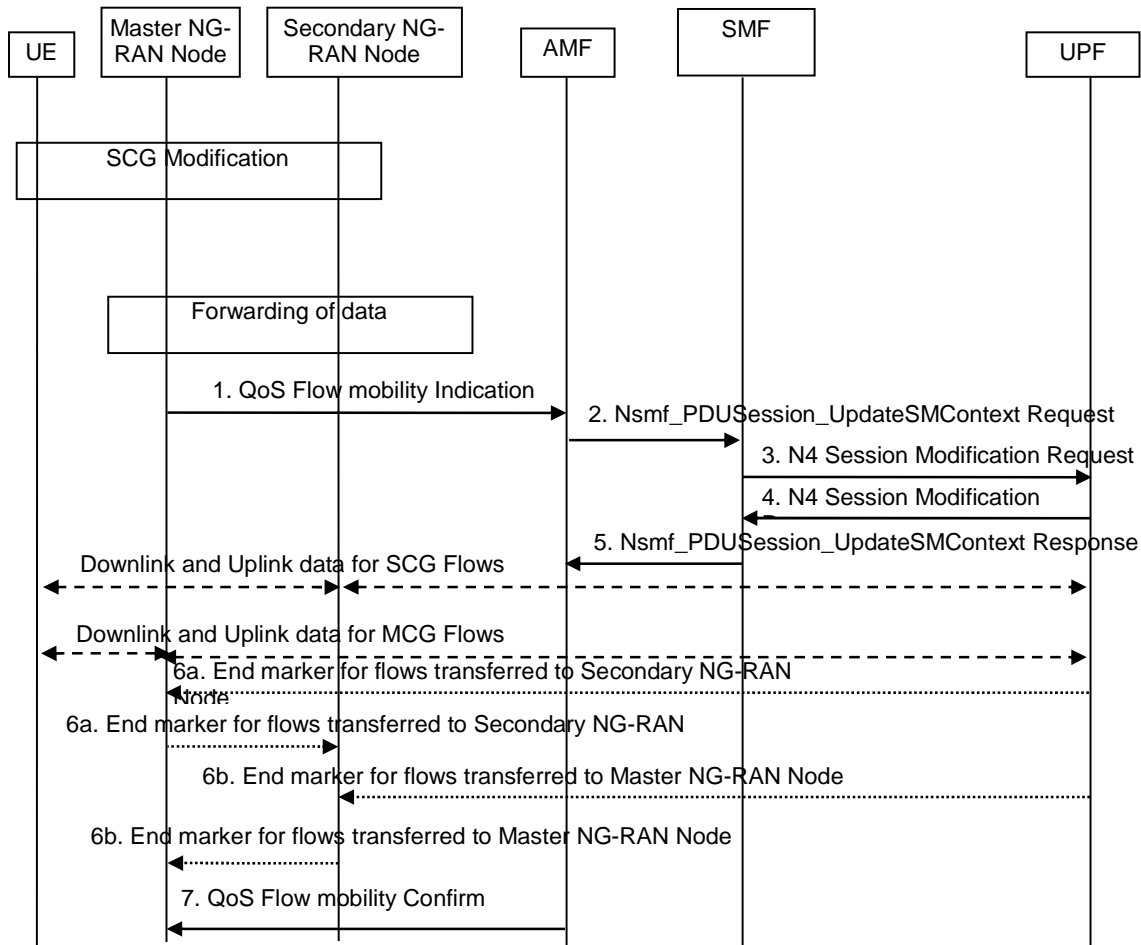 UE
Master NG-
RAN Node
Secondary NG-
RAN Node
AMF
SMF
UPF
SCG Modification
Forwarding of data
1. QoS Flow mobility Indication
2. Nsmf_PDUSession_UpdateSMContext Request
3. N4 Session Modification Request
4. N4 Session Modification
5. Nsmf_PDUSession_UpdateSMContext Response
Downlink and Uplink data for SCG Flows
Downlink and Uplink data for MCG Flows
6a. End marker for flows transferred to Secondary NG-RAN
Node
6a. End marker for flows transferred to Secondary NG-RAN
6b. End marker for flows transferred to Master NG-RAN Node
6b. End marker for flows transferred to Master NG-RAN Node
7. QoS Flow mobility Confirm